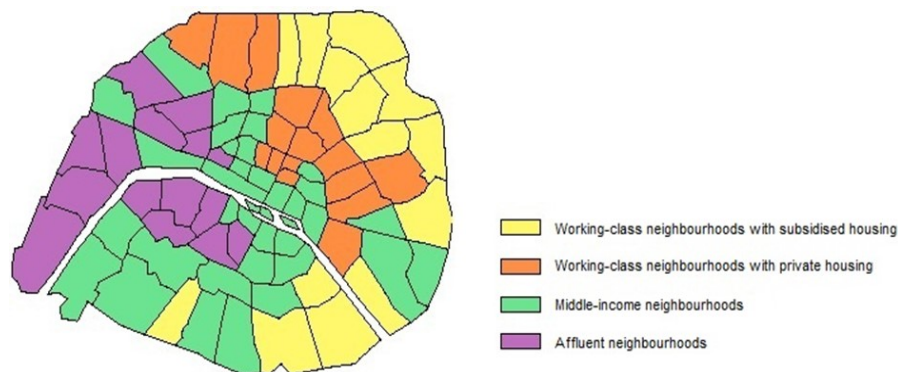 Working-class neighbourhoods with subsidised housing
Working-class neighbourhoods with private housing
Middle-income neighbourhoods
Affluent neighbourhoods